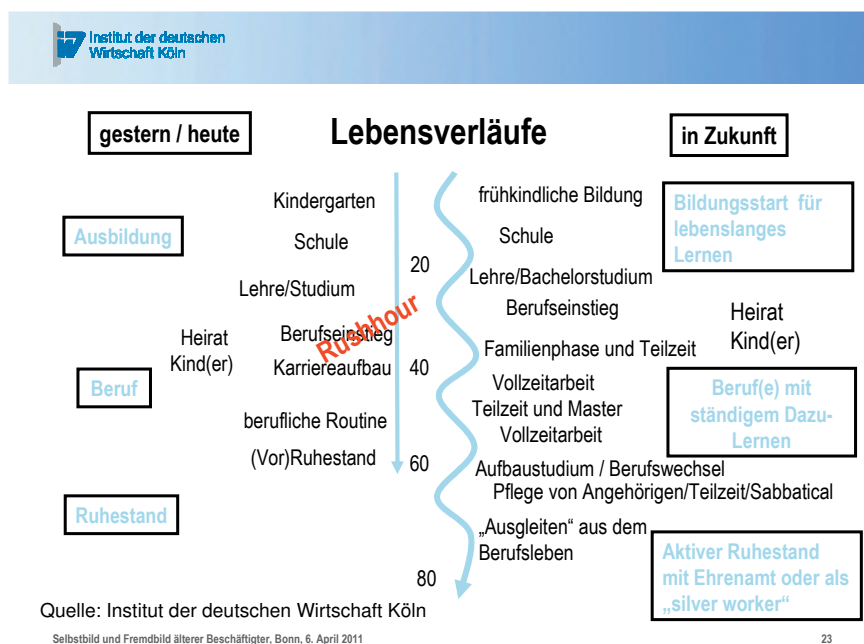 Institut der deutschen
Wirtschaft Köln
gestern / heute
Lebensverläufe
in Zukunft
Ausbildung
Beruf
Ruhestand
Heirat
Kind(er)
Kindergarten
Schule
Lehre/Studium
Berufseinstieg
Karriereaufbau
berufliche Routine
(Vor)Ruhestand
Rushhour
20
40
60
80
frühkindliche Bildung
Schule
Lehre/Bachelorstudium
Berufseinstieg
Familienphase und Teilzeit
Vollzeitarbeit
Teilzeit und Master
Vollzeitarbeit
Aufbaustudium / Berufswechsel
Pflege von Angehörigen/Teilzeit/Sabbatical
„Ausgleiten“ aus dem
Berufsleben
Bildungsstart für
lebenslanges
Lernen
Heirat
Kind(er)
Beruf(e) mit
ständigem Dazu-
Lernen
Aktiver Ruhestand
mit Ehrenamt oder als
„silver worker“
Quelle: Institut der deutschen Wirtschaft Köln
Selbstbild und Fremdbild älterer Beschäftigter, Bonn, 6. April 2011
23